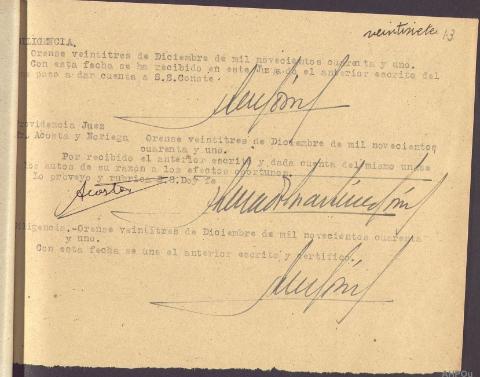 veintisiete 13
DILIGENCIA.
Orense veintitres de Diciembre de mil novecientos cuarenta y uno.
Con esta fecha se ha recibido en este Juzgado el anterior escrito del
paso a dar cuenta a S.S. Conste.
Providencia Juez
Acosta y Noriega Orense veintitres de Diciembre de mil novecientos
cuarenta y uno.
Por recibido el anterior escrito y dada cuenta del mismo unase
los autos de su razón a los efectos oportunos.
Lo proveyo y rubrica S.S. Doy fe
Acosta
Diligencia.-Orense veintitres de Diciembre de mil novecientos cuarenta
y uno.
Con esta fecha se une el anterior escrito y certifico.
AHPOu